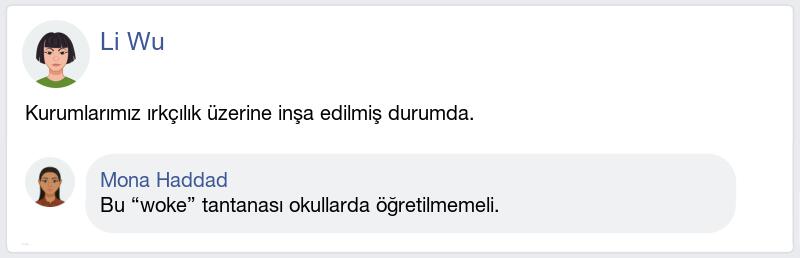 Li Wu
Kurumlarımız ırkçılık üzerine inşa edilmiş durumda.
Mona Haddad
Bu “woke” tantanası okullarda öğretilmemeli.